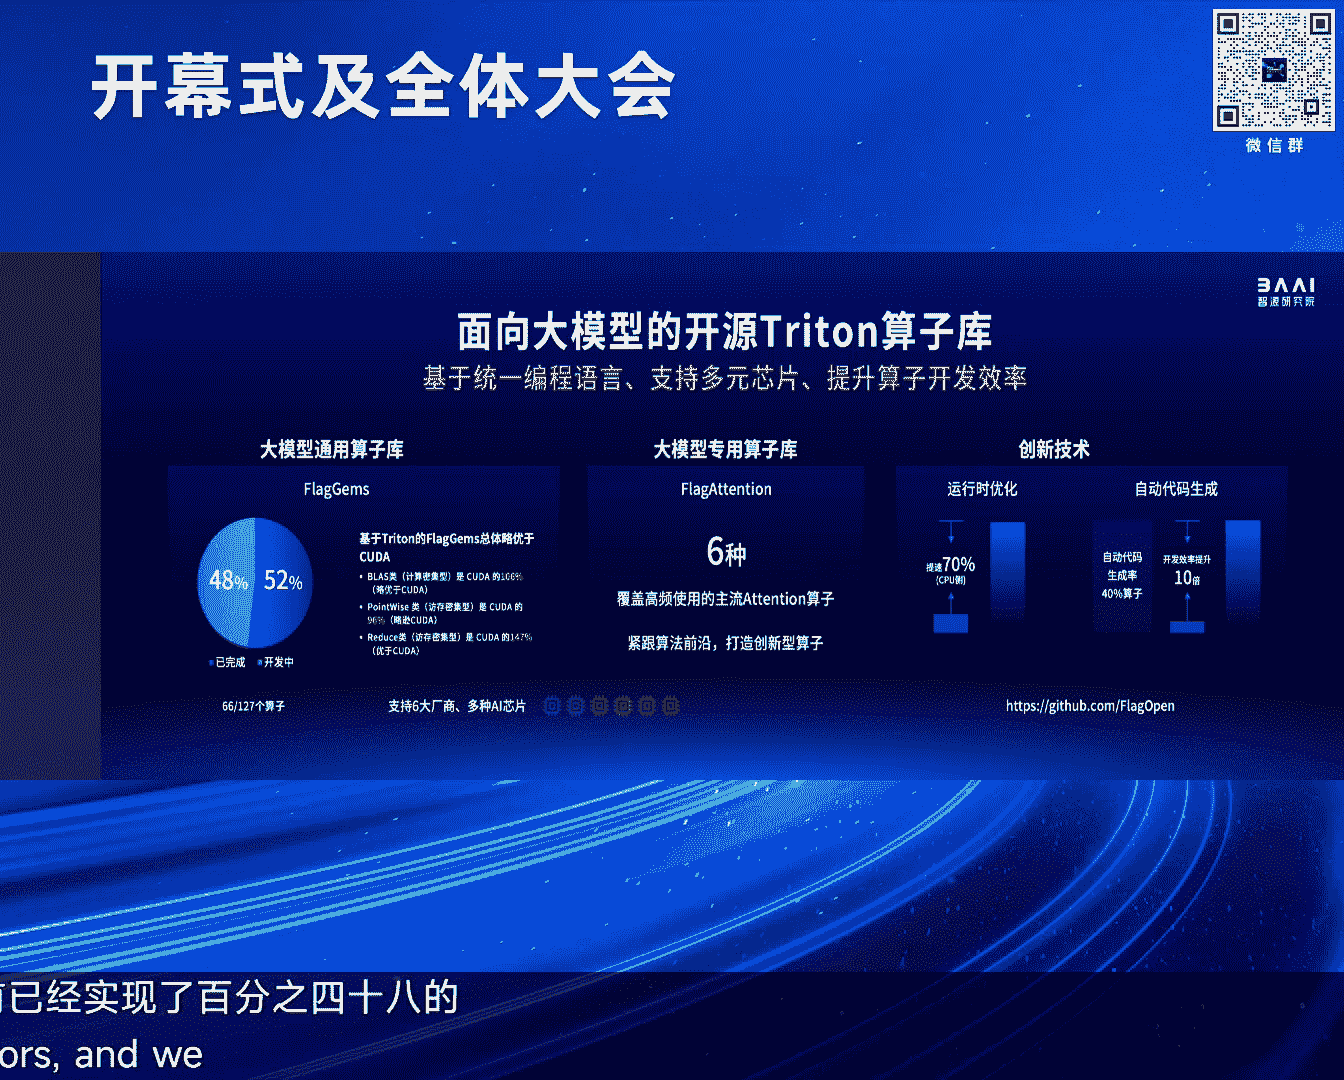 开幕式及全体大会
微信群
BAAI
智源研究院
面向大模型的开源Triton算子库
基于统一编程语言、支持多元芯片、提升算子开发效率
大模型通用算子库
FlagGems
48%
52%
已完成 开发中
66/127个算子
基于Triton的FlagGems总体略优于
CUDA
• BLAS类（计算密集型）是 CUDA 的106%
（略优于CUDA）
• PointWise 类（访存密集型）是 CUDA 的
96%（略逊CUDA）
• Reduce类（访存密集型）是 CUDA 的147%
（优于CUDA）
支持6大厂商、多种AI芯片
大模型专用算子库
FlagAttention
6种
覆盖高频使用的主流Attention算子
紧跟算法前沿，打造创新型算子
创新技术
运行时优化
提速70%
(CPU侧)
自动代码生成
自动代码
生成率
40%算子
开发效率提升
10倍
https://github.com/FlagOpen
已经实现了百分之四十八的
ors, and we